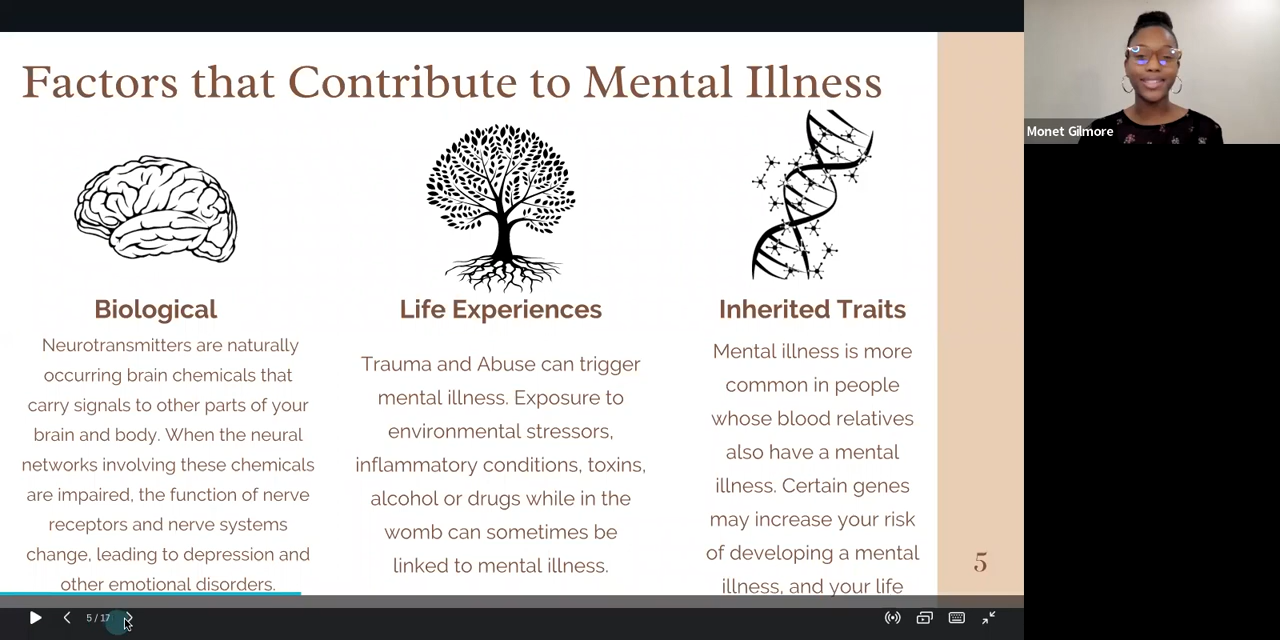 Factors that Contribute to Mental Illness
Monet Gilmore
Biological
Neurotransmitters are naturally
occurring brain chemicals that
carry signals to other parts of your
brain and body. When the neural
networks involving these chemicals
are impaired, the function of nerve
receptors and nerve systems
change, leading to depression and
other emotional disorders.
Life Experiences
Trauma and Abuse can trigger
mental illness. Exposure to
environmental stressors,
inflammatory conditions, toxins,
alcohol or drugs while in the
womb can sometimes be
linked to mental illness.
Inherited Traits
Mental illness is more
common in people
whose blood relatives
also have a mental
illness. Certain genes
may increase your risk
of developing a mental
illness, and your life
5
5 / 17